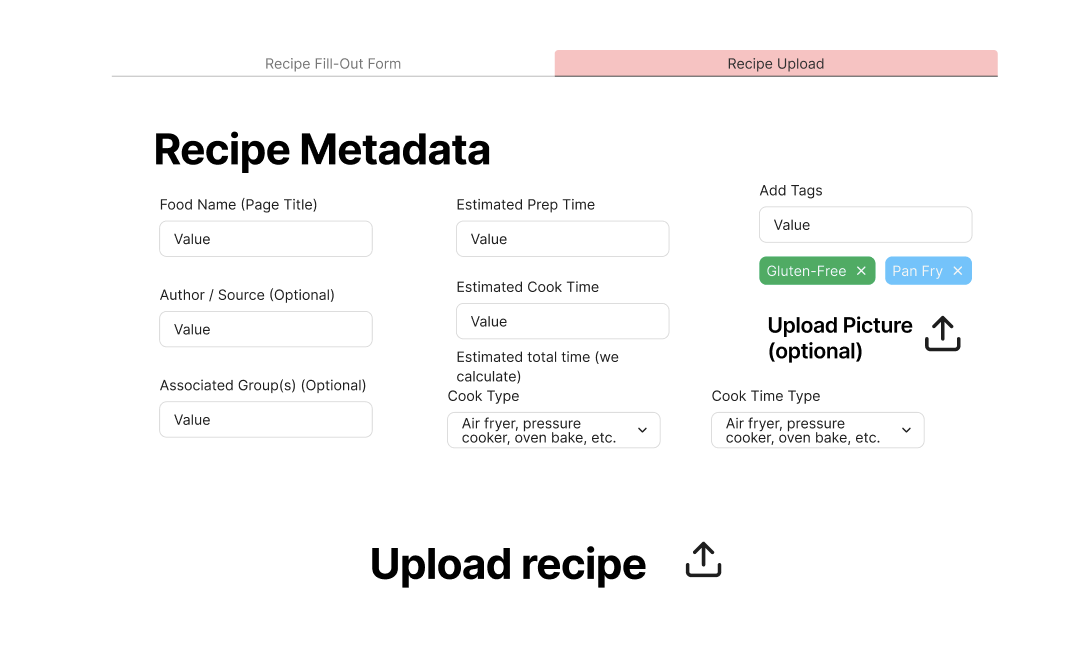 Recipe Fill-Out Form
Recipe Upload
Recipe Metadata
Food Name (Page Title)
Value
Author / Source (Optional)
Value
Associated Group(s) (Optional)
Value
Estimated Prep Time
Value
Estimated Cook Time
Value
Estimated total time (we
calculate)
Cook Type
Air fryer, pressure
cooker, oven bake, etc.
Add Tags
Value
Gluten-Free
Pan Fry
Upload Picture
(optional)
Cook Time Type
Air fryer, pressure
cooker, oven bake, etc.
Upload recipe